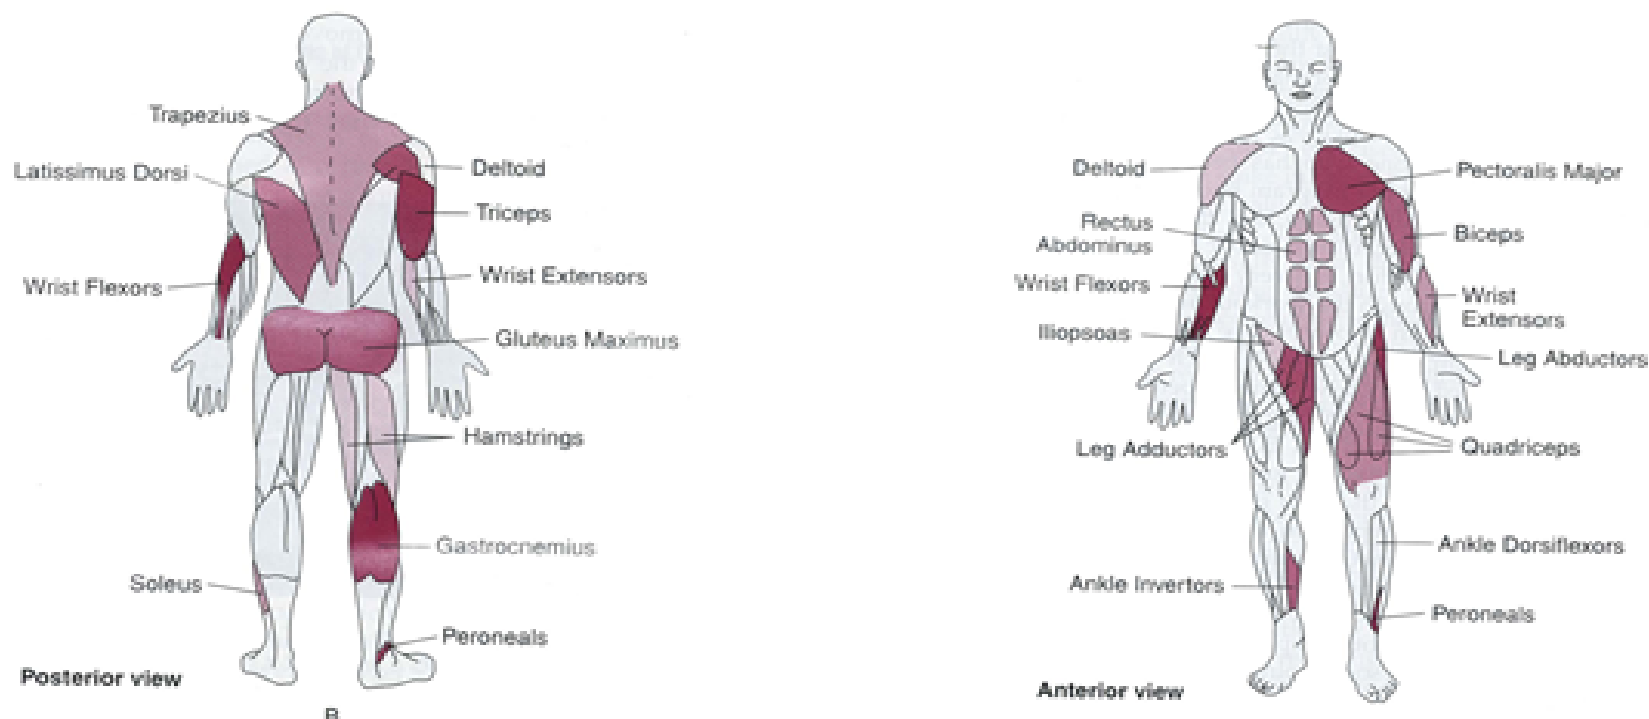 Trapezius
Latissimus Dorsi
Deltoid
Triceps
Wrist Flexors
Wrist Extensors
Gluteus Maximus
Hamstrings
Gastrocnemius
Soleus
Peroneals
Posterior view
B
Deltoid
Pectoralis Major
Rectus
Abdominus
Biceps
Wrist Flexors
Wrist
Extensors
Iliopsoas
Leg Abductors
Leg Adductors
Quadriceps
Ankle Dorsiflexors
Ankle Invertors
Peroneals
Anterior view